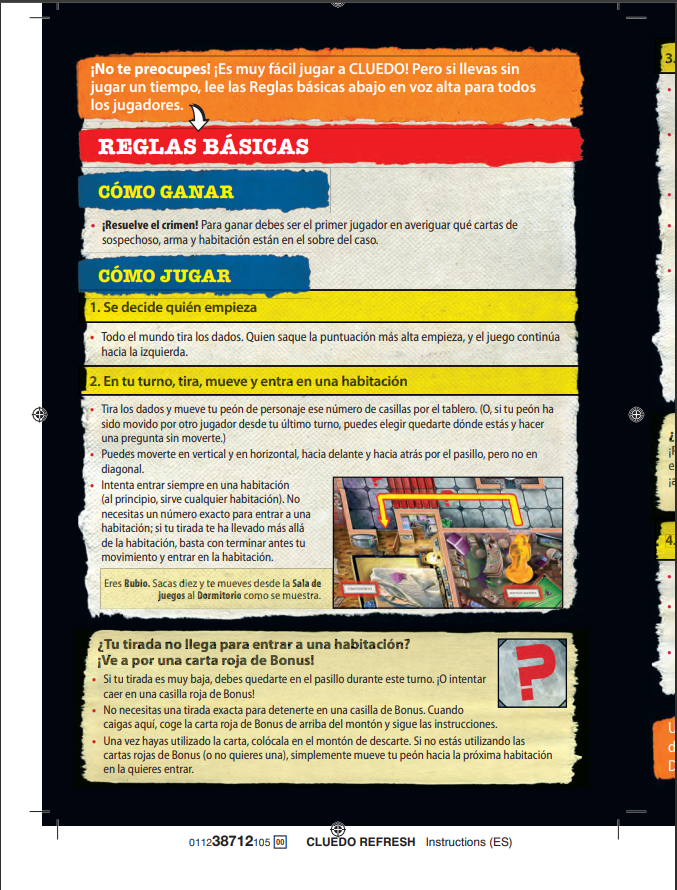 ¡No te preocupes! ¡Es muy fácil jugar a CLUEDO! Pero si llevas sin
jugar un tiempo, lee las Reglas básicas abajo en voz alta para todos
los jugadores.
REGLAS BÁSICAS
CÓMO GANAR
• ¡Resuelve el crimen! Para ganar debes ser el primer jugador en averiguar qué cartas de
sospechoso, arma y habitación están en el sobre del caso.
CÓMO JUGAR
1. Se decide quién empieza
• Todo el mundo tira los dados. Quien saque la puntuación más alta empieza, y el juego continúa
hacia la izquierda.
2. En tu turno, tira, mueve y entra en una habitación
• Tira los dados y mueve tu peón de personaje ese número de casillas por el tablero. (O, si tu peón ha
sido movido por otro jugador desde tu último turno, puedes elegir quedarte dónde estás y hacer
una pregunta sin moverte.)
• Puedes moverte en vertical y en horizontal, hacia delante y hacia atrás por el pasillo, pero no en
diagonal.
• Intenta entrar siempre en una habitación
(al principio, sirve cualquier habitación). No
necesitas un número exacto para entrar a una
habitación; si tu tirada te ha llevado más allá
de la habitación, basta con terminar antes tu
movimiento y entrar en la habitación.
Eres Rubio. Sacas diez y te mueves desde la Sala de
juegos al Dormitorio como se muestra.
¿Tu tirada no llega para entrar a una habitación?
¡Ve a por una carta roja de Bonus!
?
• Si tu tirada es muy baja, debes quedarte en el pasillo durante este turno. ¡O intentar
caer en una casilla roja de Bonus!
• No necesitas una tirada exacta para detenerte en una casilla de Bonus. Cuando
caigas aquí, coge la carta roja de Bonus de arriba del montón y sigue las instrucciones.
• Una vez hayas utilizado la carta, colócala en el montón de descarte. Si no estás utilizando las
cartas rojas de Bonus (o no quieres una), simplemente mueve tu peón hacia la próxima habitación
en la quieres entrar.
3.
4.
011238712105 00 CLUEDO REFRESH Instructions (ES)